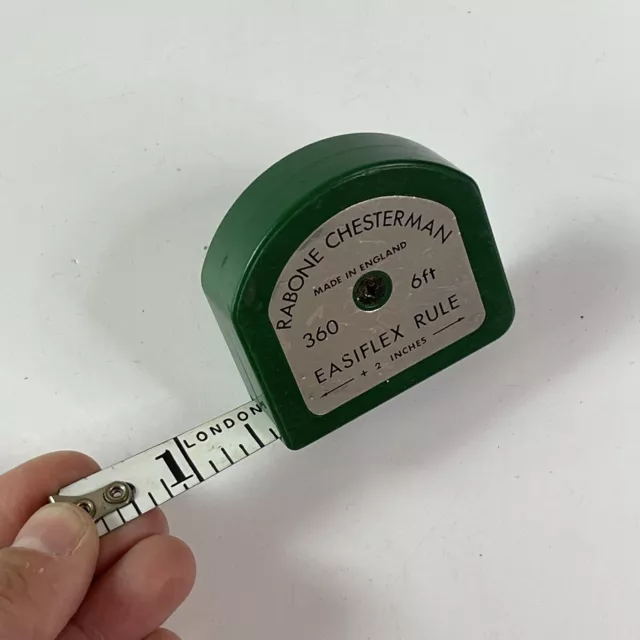 RABONE CHESTERMAN
MADE IN ENGLAND
360
6ft
EASIFLEX RULE
+ 2 INCHES
1
LONDON